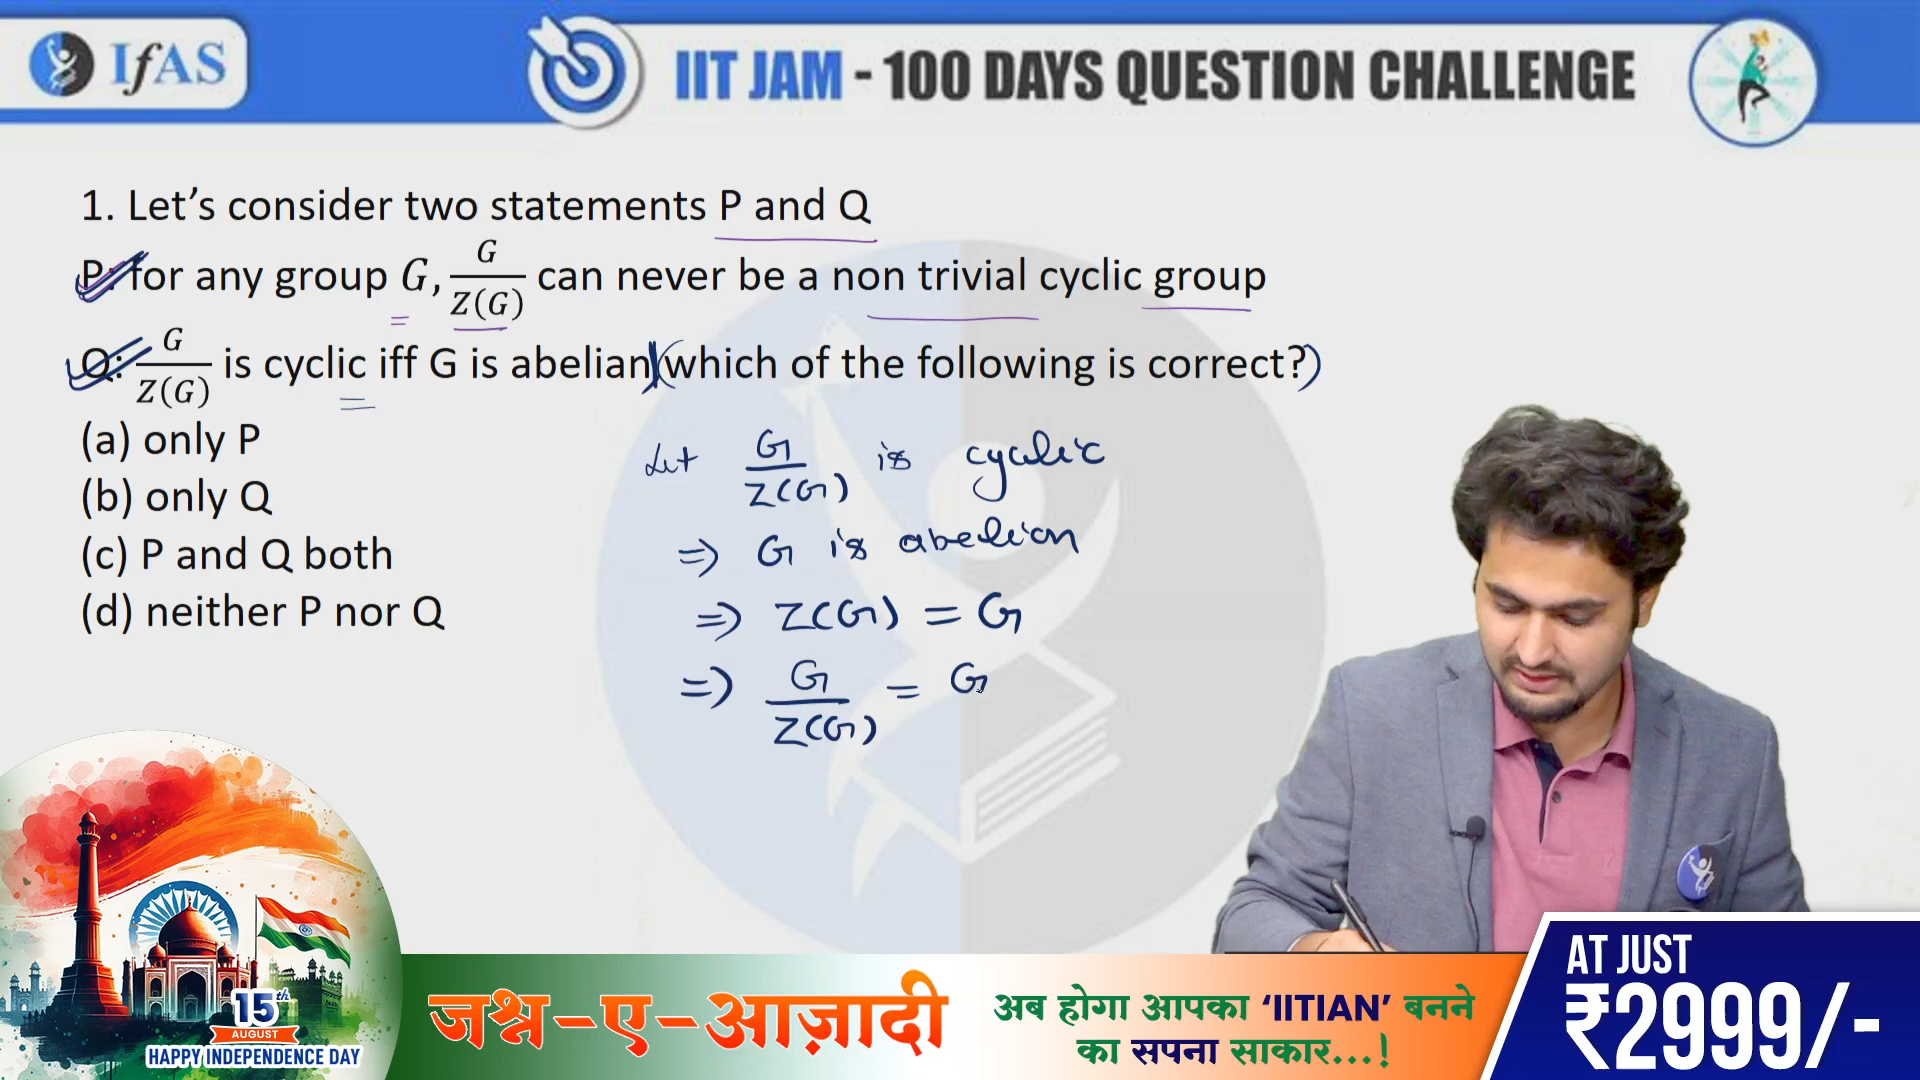 IfAS
IIT JAM - 100 DAYS QUESTION CHALLENGE
1. Let’s consider two statements P and Q
P: for any group G, G/Z(G) can never be a non trivial cyclic group
Q: G/Z(G) is cyclic iff G is abelian (which of the following is correct?)
(a) only P
(b) only Q
(c) P and Q both
(d) neither P nor Q
Let G/Z(G) is cyclic
=> G is abelian
=> Z(G) = G
=> G/Z(G) = G
15th
AUGUST
HAPPY INDEPENDENCE DAY
जश्न-ए-आज़ादी
अब होगा आपका ‘IITIAN’ बनने
का सपना साकार...!
AT JUST
₹2999/-